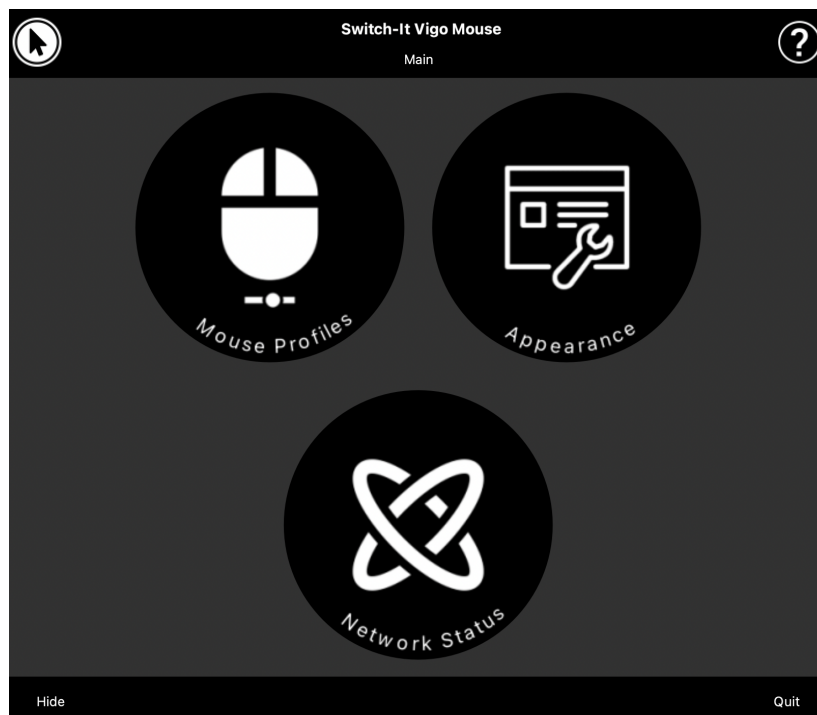 Switch-It Vigo Mouse
Main
?
Mouse Profiles
Appearance
Network Status
Hide
Quit